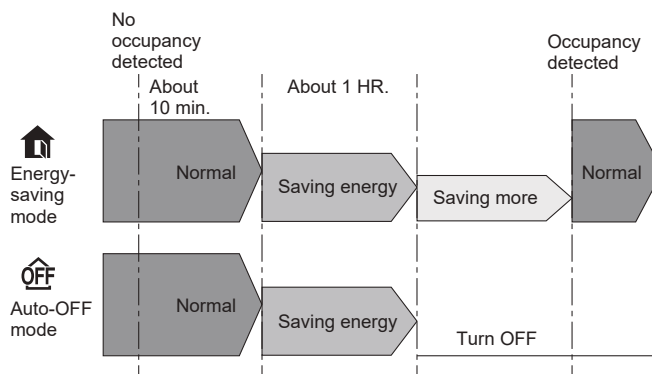 No
occupancy
detected
Occupancy
detected
About
10 min.
About 1 HR.
Energy-
saving
mode
Normal
Saving energy
Saving more
Normal
OFF
Auto-OFF
mode
Normal
Saving energy
Turn OFF